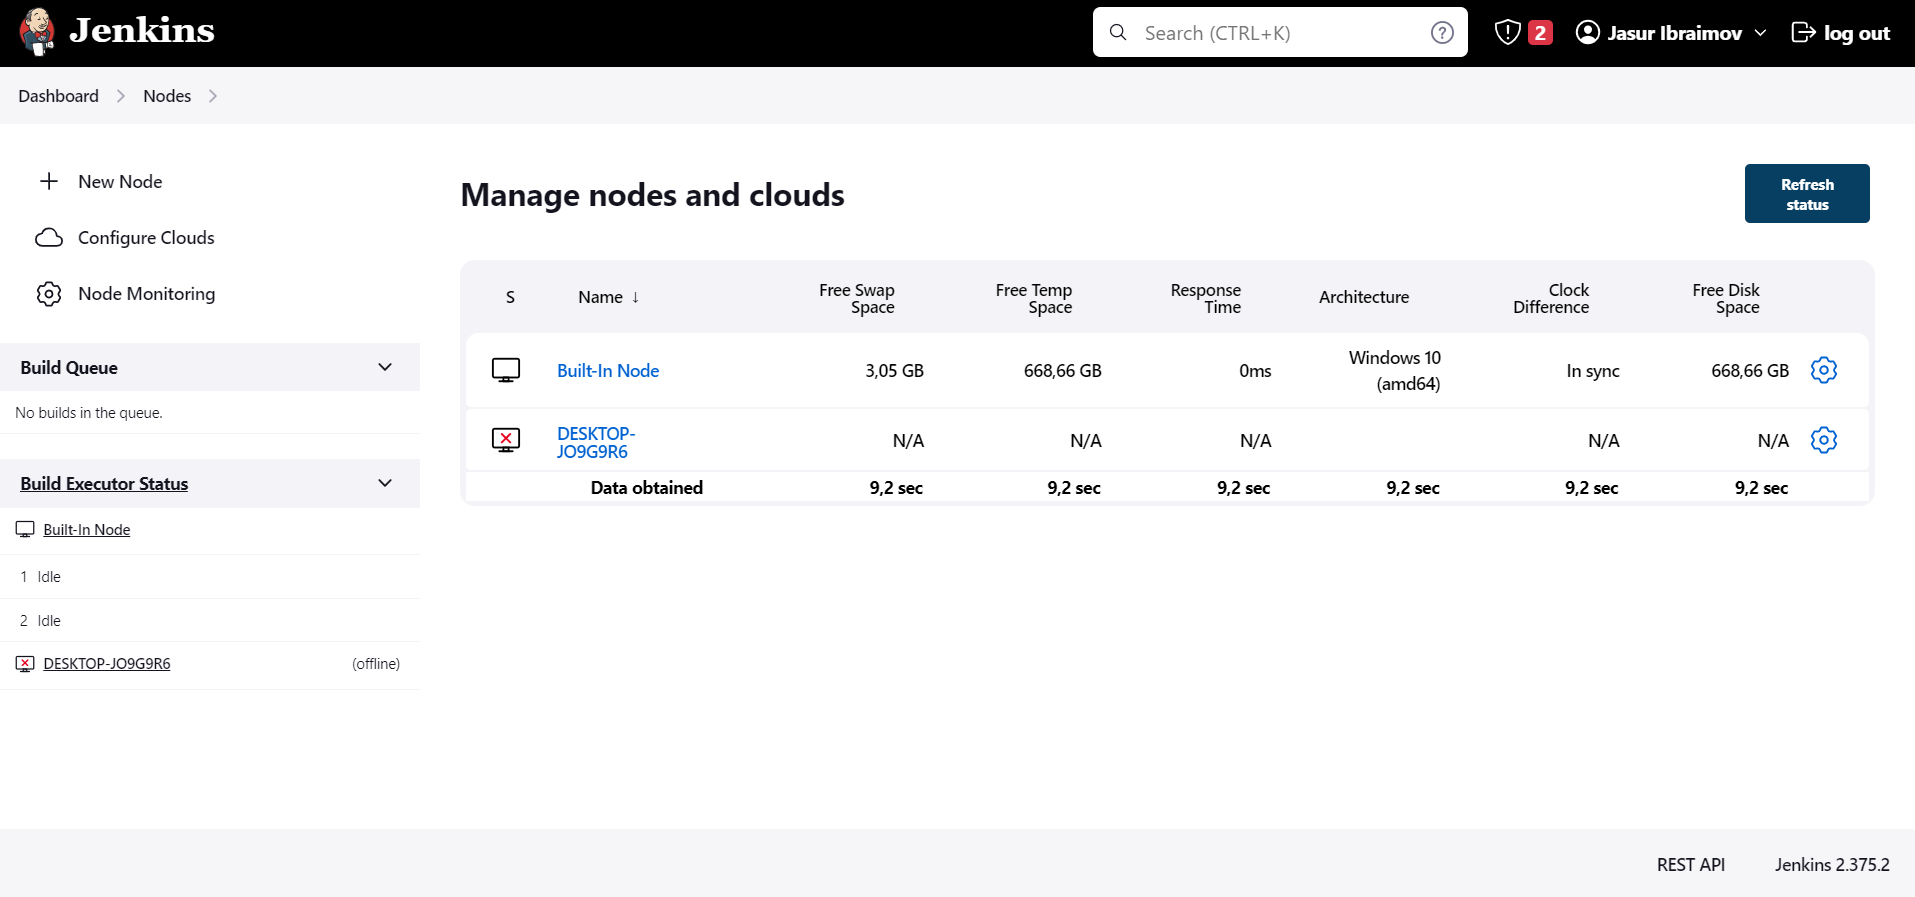 Jenkins
Search (CTRL+K)
?
2
Jasur Ibraimov
log out
Dashboard
Nodes
New Node
Configure Clouds
Node Monitoring
Build Queue
No builds in the queue.
Build Executor Status
Built-In Node
1 Idle
2 Idle
DESKTOP-JO9G9R6 (offline)
Manage nodes and clouds
Refresh
status
S
Name ↓
Free Swap
Space
Free Temp
Space
Response
Time
Architecture
Clock
Difference
Free Disk
Space
Built-In Node
3,05 GB
668,66 GB
0ms
Windows 10
(amd64)
In sync
668,66 GB
DESKTOP-
JO9G9R6
N/A
N/A
N/A
N/A
N/A
Data obtained
9,2 sec
9,2 sec
9,2 sec
9,2 sec
9,2 sec
9,2 sec
REST API
Jenkins 2.375.2